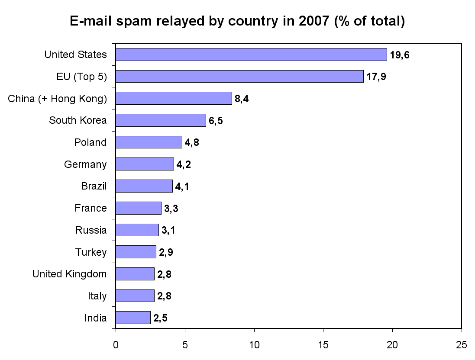 E-mail spam relayed by country in 2007 (% of total)
United States 19,6
EU (Top 5) 17,9
China (+ Hong Kong) 8,4
South Korea 6,5
Poland 4,8
Germany 4,2
Brazil 4,1
France 3,3
Russia 3,1
Turkey 2,9
United Kingdom 2,8
Italy 2,8
India 2,5
0 5 10 15 20 25